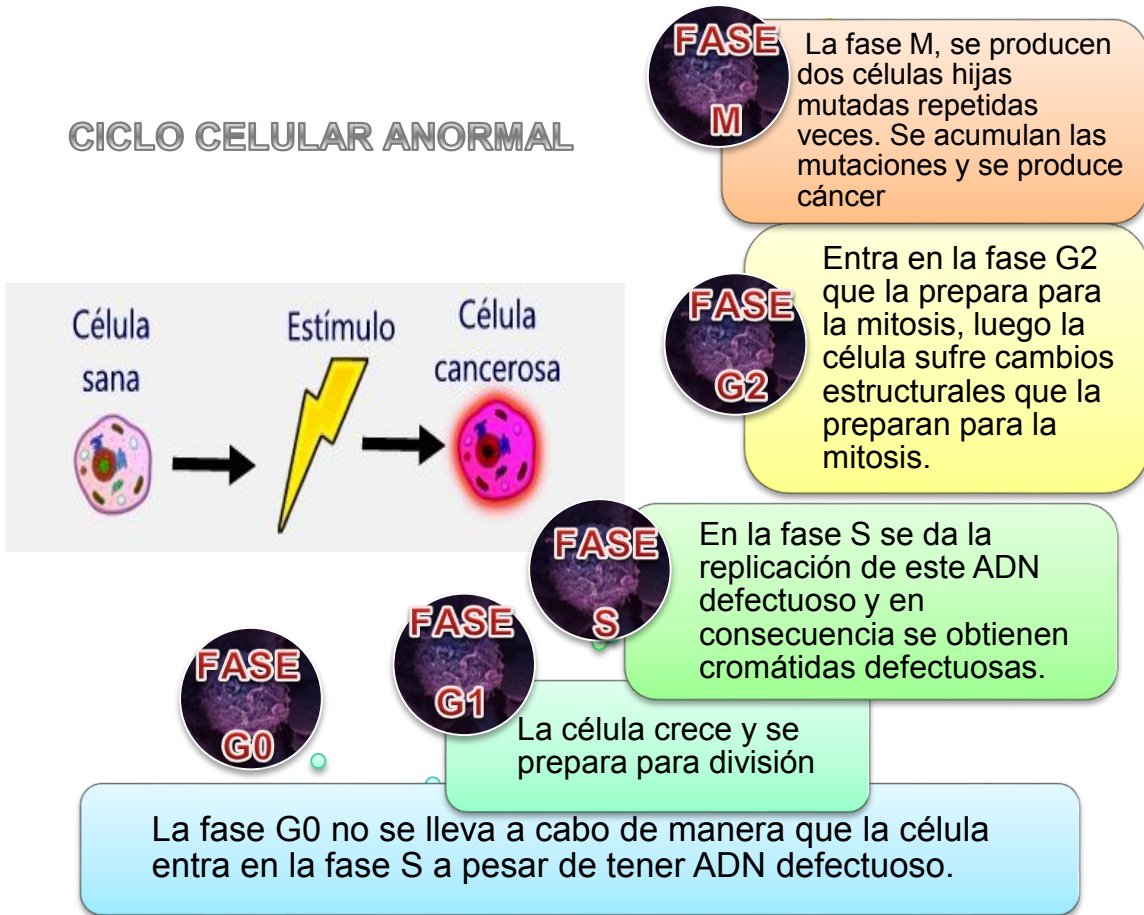 CICLO CELULAR ANORMAL
FASE
M
La fase M, se producen
dos células hijas
mutadas repetidas
veces. Se acumulan las
mutaciones y se produce
cáncer
Célula
sana
Estímulo
Célula
cancerosa
FASE
G2
Entra en la fase G2
que la prepara para
la mitosis, luego la
célula sufre cambios
estructurales que la
preparan para la
mitosis.
FASE
S
En la fase S se da la
replicación de este ADN
defectuoso y en
consecuencia se obtienen
cromátidas defectuosas.
FASE
G1
La célula crece y se
prepara para división
FASE
G0
La fase G0 no se lleva a cabo de manera que la célula
entra en la fase S a pesar de tener ADN defectuoso.